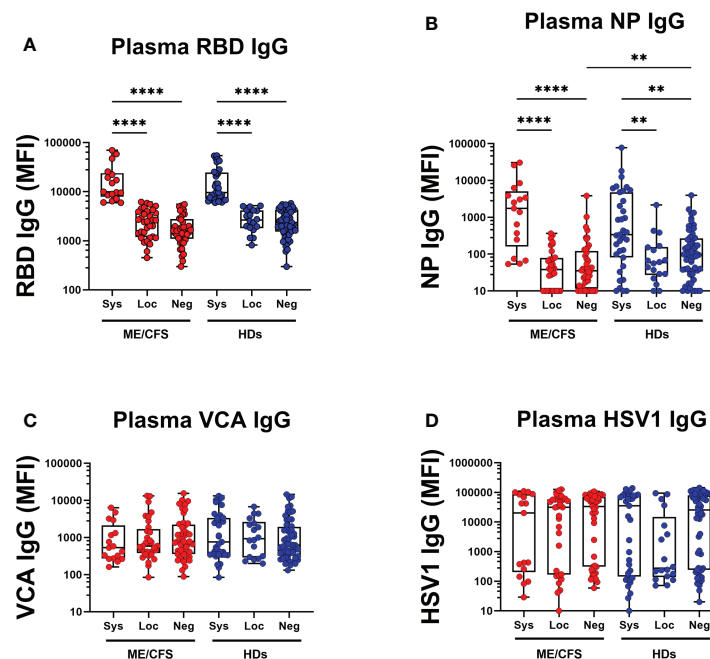 A
Plasma RBD IgG
****
****
****
****
RBD IgG (MFI)
100000
10000
1000
100
Sys Loc Neg Sys Loc Neg
ME/CFS HDs
B
Plasma NP IgG
**
****
**
****
**
NP IgG (MFI)
100000
10000
1000
100
10
Sys Loc Neg Sys Loc Neg
ME/CFS HDs
C
Plasma VCA IgG
VCA IgG (MFI)
100000
10000
1000
100
10
Sys Loc Neg Sys Loc Neg
ME/CFS HDs
D
Plasma HSV1 IgG
HSV1 IgG (MFI)
1000000
100000
10000
1000
100
10
Sys Loc Neg Sys Loc Neg
ME/CFS HDs